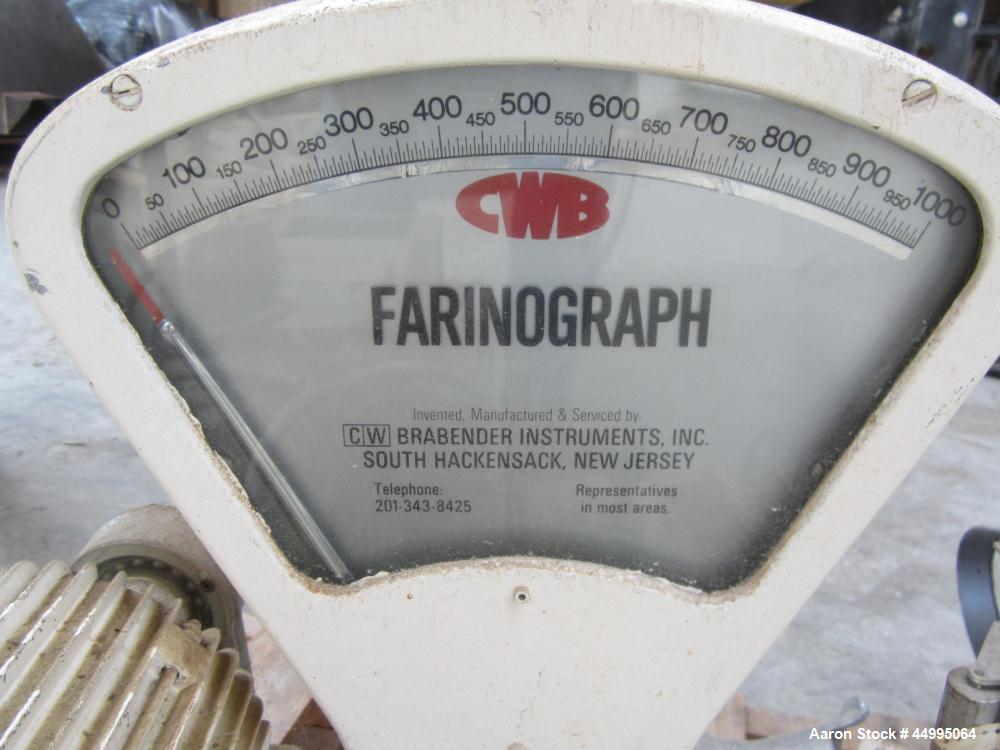 0 50 100 150 200 250 300 350 400 450 500 550 600 650 700 750 800 850 900 950 1000
CWB
FARINOGRAPH
Invented, Manufactured & Serviced by:
CW BRABENDER INSTRUMENTS, INC.
SOUTH HACKENSACK, NEW JERSEY
Telephone: Representatives
201-343-8425 in most areas.
Aaron Stock # 44995064